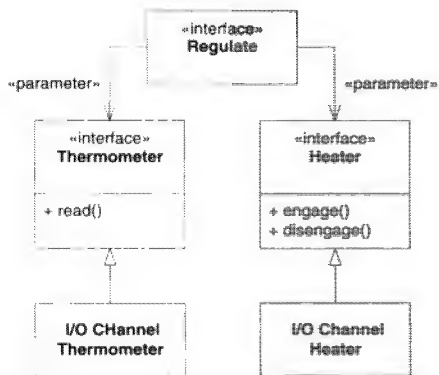 «interface»
Regulate
«parameter»
«parameter»
«interface»
Thermometer
+ read()
«interface»
Heater
+ engage()
+ disengage()
I/O CHannel
Thermometer
I/O Channel
Heater